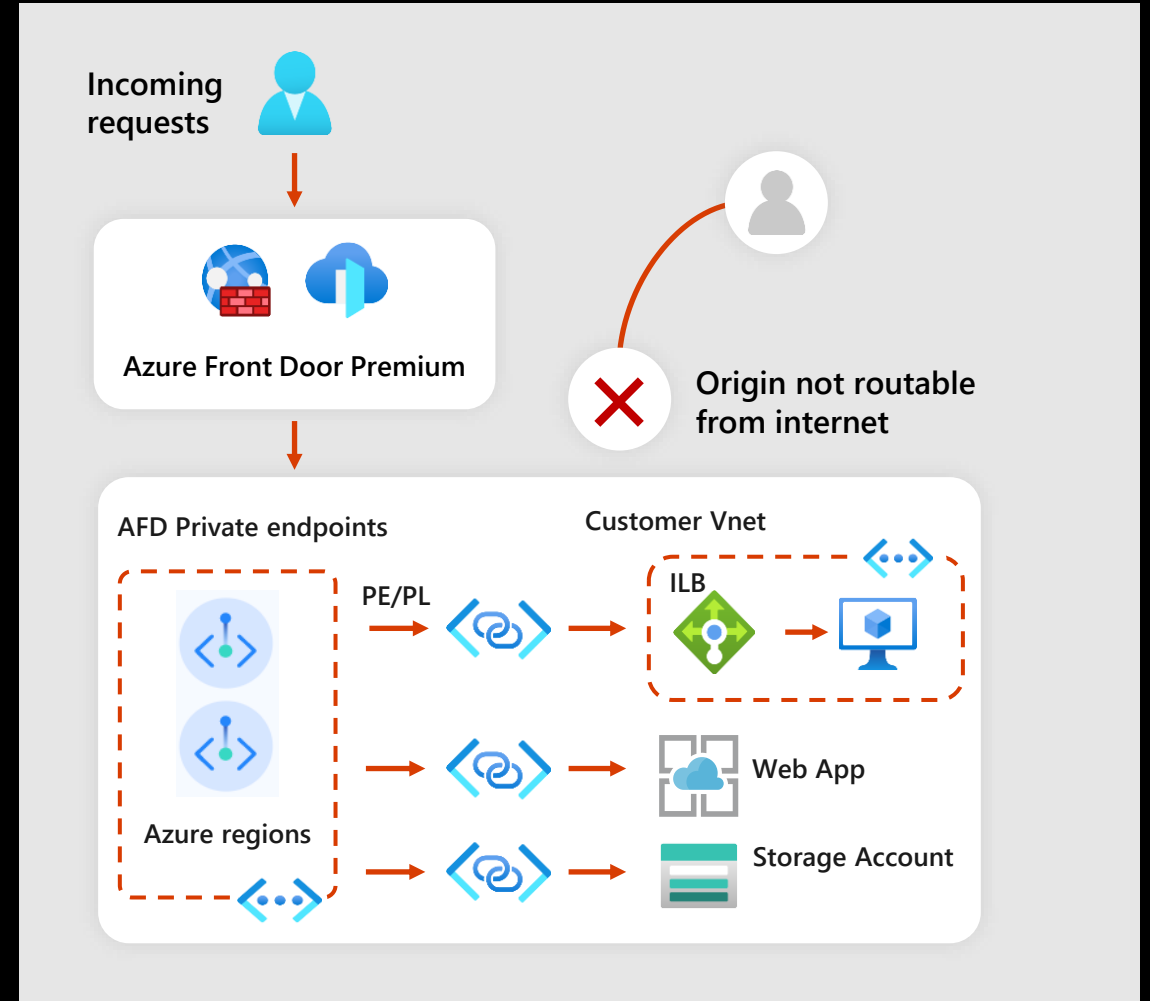 Incoming
requests
Azure Front Door Premium
Origin not routable
from internet
AFD Private endpoints
Customer Vnet
PE/PL
ILB
Web App
Azure regions
Storage Account